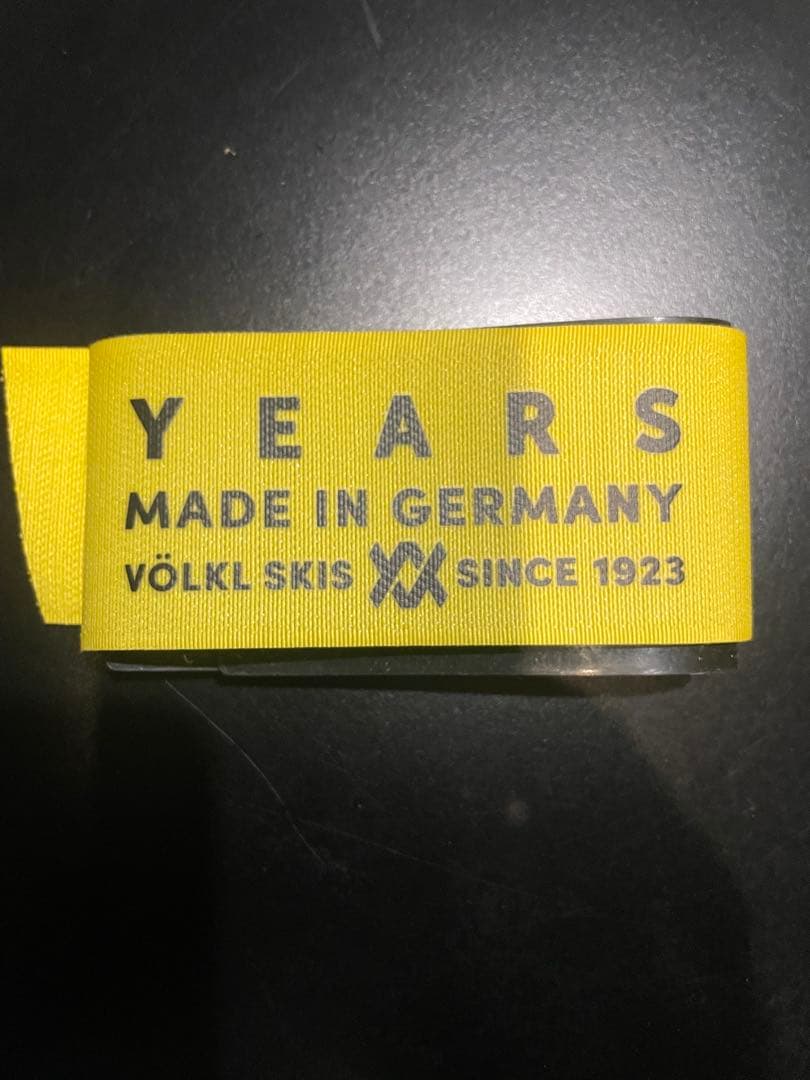 YEARS
MADE IN GERMANY
VÖLKL SKIS SINCE 1923